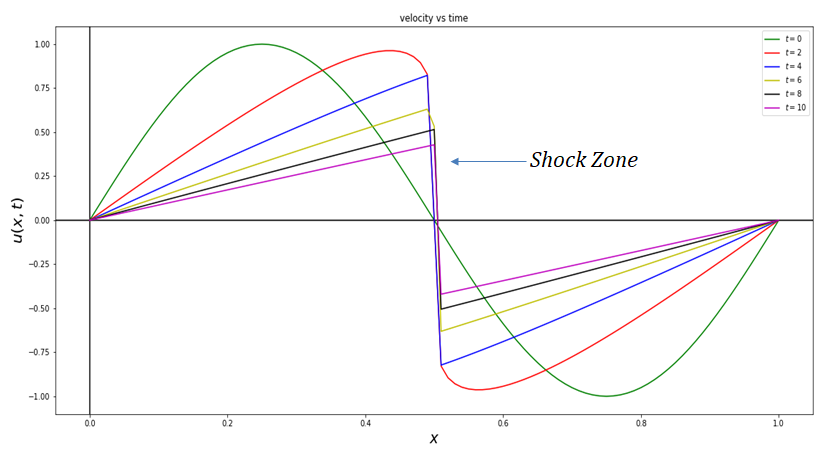 velocity vs time
1.00
0.75
0.50
0.25
0.00
−0.25
−0.50
−0.75
−1.00
u(x, t)
t = 0
t = 2
t = 4
t = 6
t = 8
t = 10
Shock Zone
0.0 0.2 0.4 0.6 0.8 1.0
x